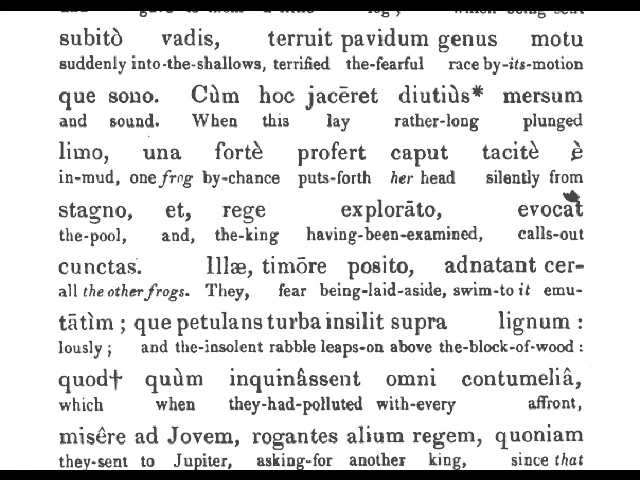 subitò vadis, terruit pavidum genus motu
suddenly into-the-shallows, terrified the-fearful race by-its-motion
que sono. Cùm hoc jacēret diutiùs* mersum
and sound. When this lay rather-long plunged
limo, una fortè profert caput tacitè è
in-mud, one frog by-chance puts-forth her head silently from
stagno, et, rege explorāto, evocat
the-pool, and, the-king having-been-examined, calls-out
cunctas. Illæ, timōre posito, adnatant cer-
all the other frogs. They, fear being-laid-aside, swim-to it emu-
tātìm ; que petulans turba insilit supra lignum :
lously ; and the-insolent rabble leaps-on above the-block-of-wood :
quod† quùm inquinâssent omni contumeliâ,
which when they-had-polluted with-every affront,
misêre ad Jovem, rogantes alium regem, quoniam
they-sent to Jupiter, asking-for another king, since that